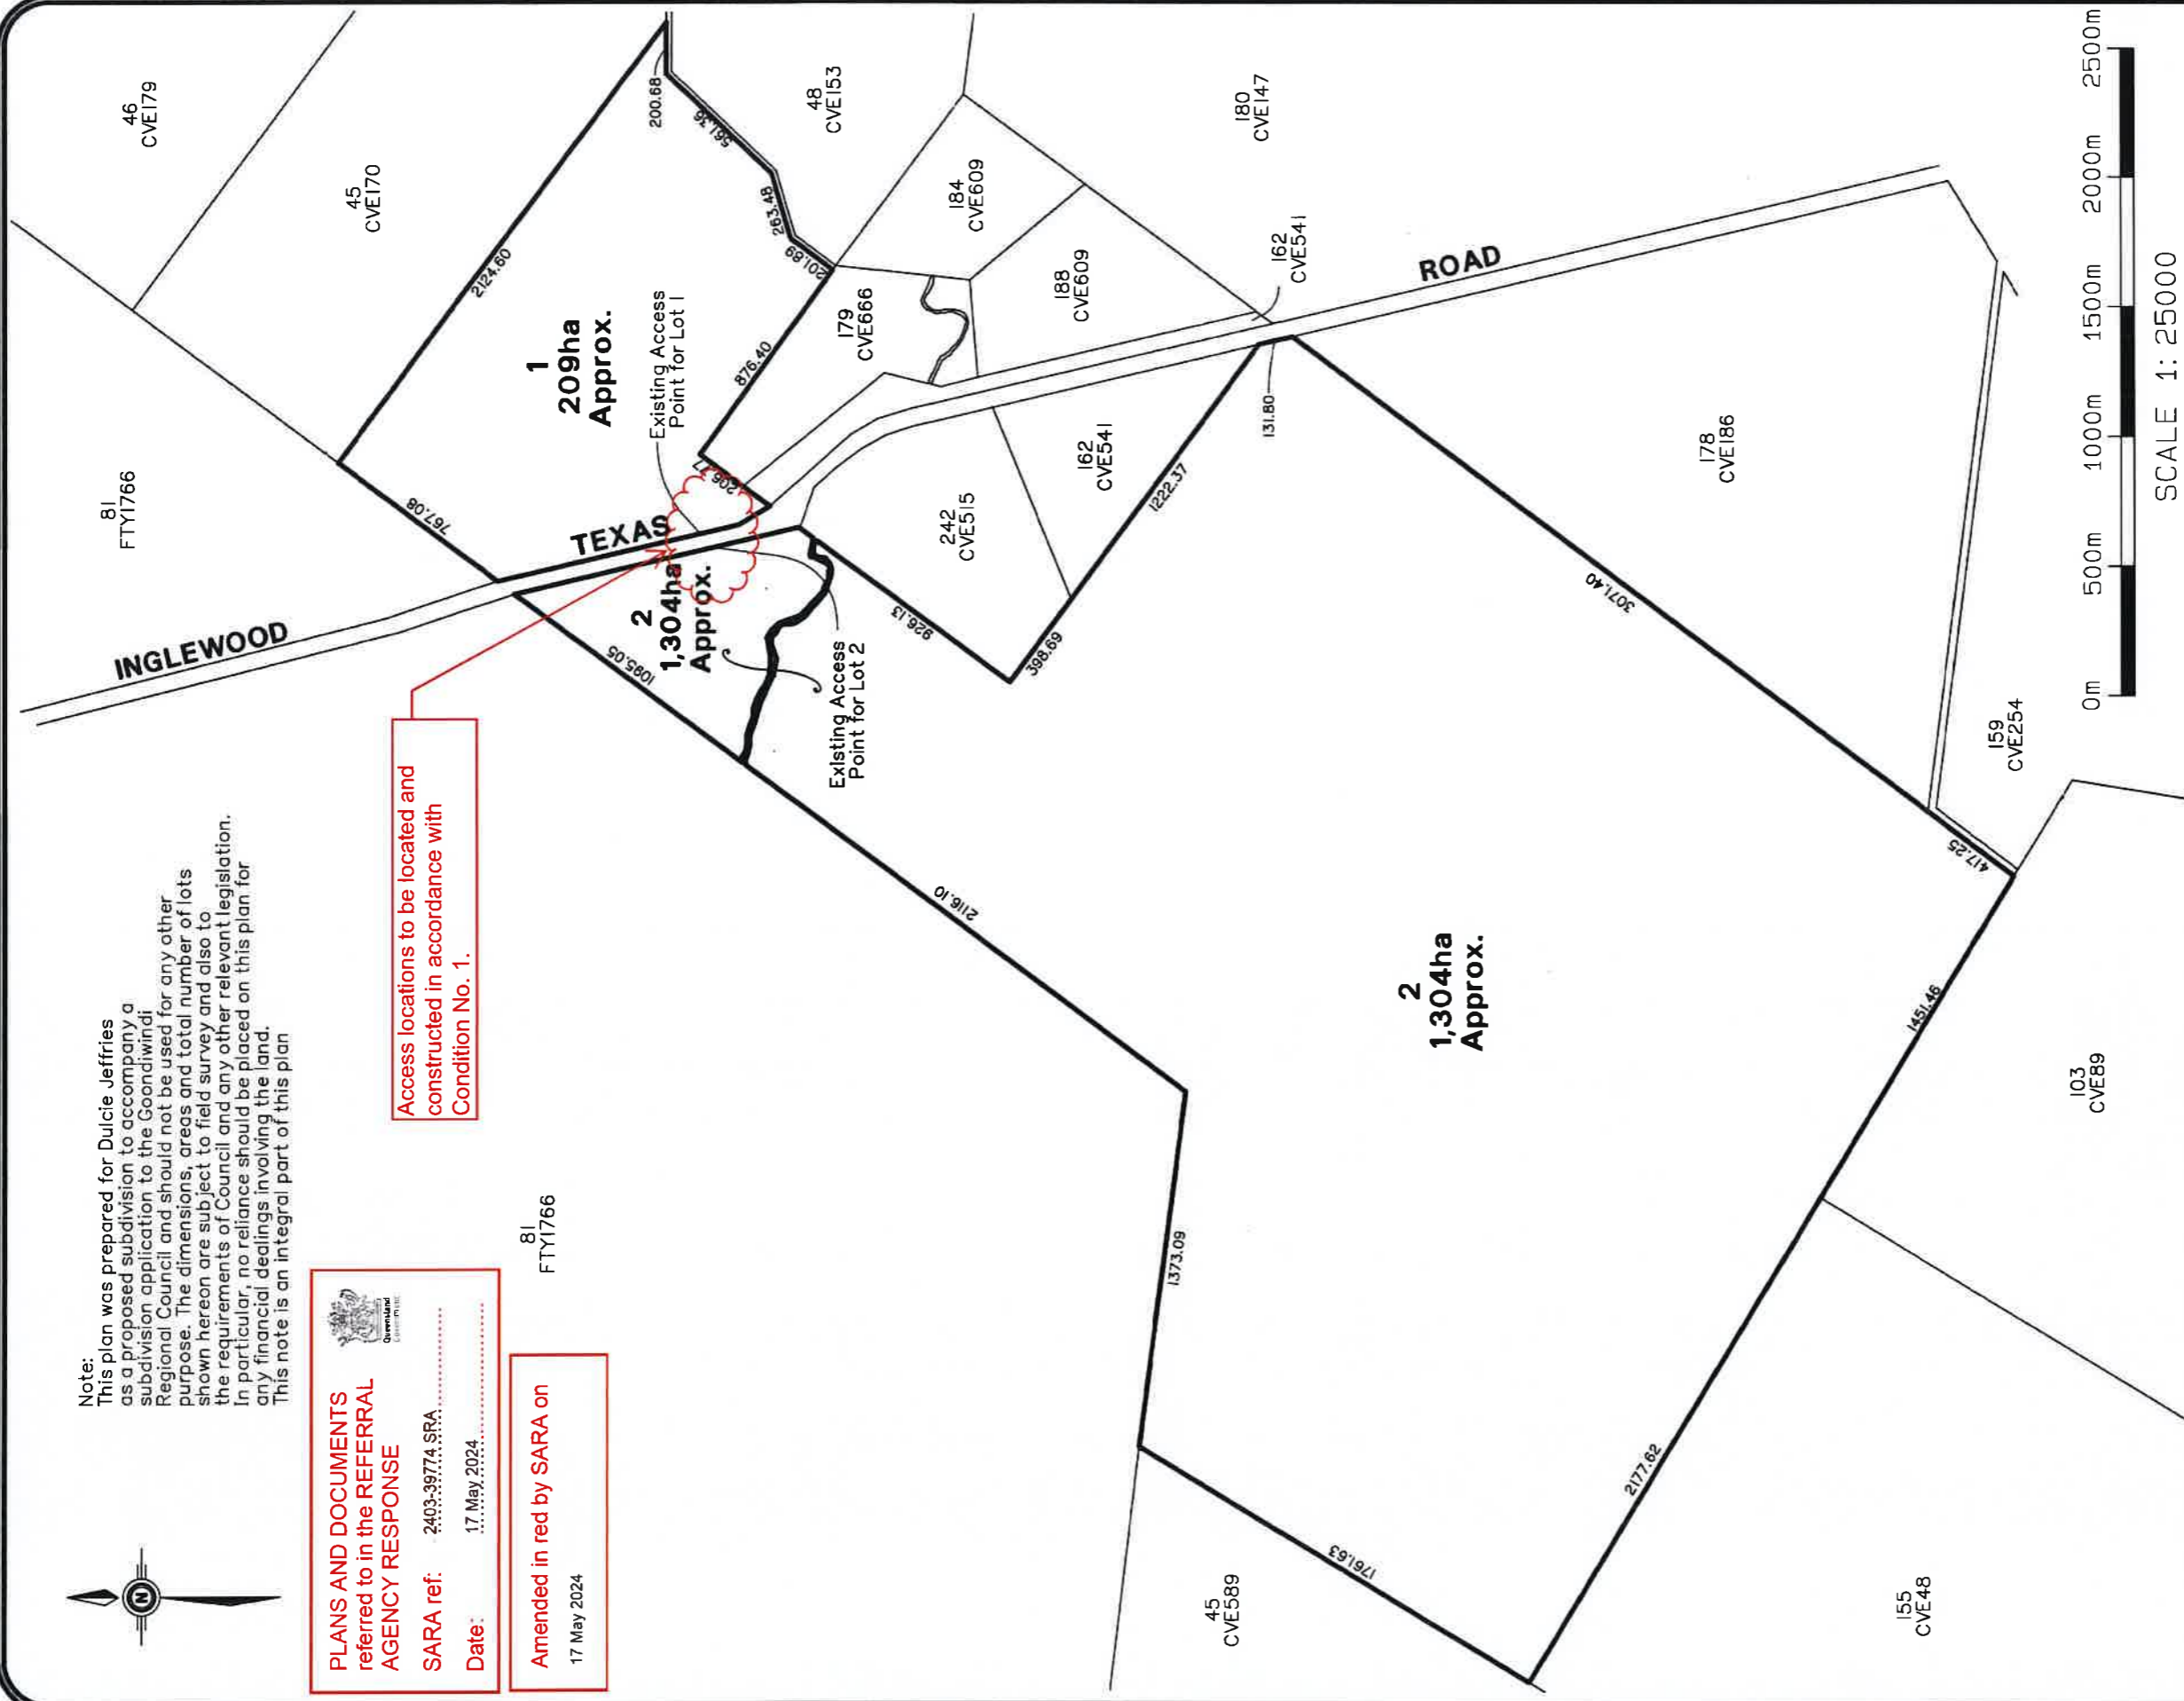 Note:
This plan was prepared for Dulcie Jeffries
as a proposed subdivision to accompany a
subdivision application to the Goondiwindi
Regional Council and should not be used for any other
purpose. The dimensions, areas and total number of lots
shown hereon are subject to field survey and also to
the requirements of Council and any other relevant legislation.
In particular, no reliance should be placed on this plan for
any financial dealings involving the land.
This note is an integral part of this plan
N
PLANS AND DOCUMENTS
referred to in the REFERRAL
AGENCY RESPONSE
Queensland
Government
SARA ref: 2403-39774 SRA
Date: 17 May 2024
Amended in red by SARA on
17 May 2024
Access locations to be located and
constructed in accordance with
Condition No. 1.
81
FTY1766
INGLEWOOD
TEXAS
ROAD
81
FTY1766
46
CVE179
45
CVE170
2124.60
767.08
1
209ha
Approx.
Existing Access
Point for Lot 1
200.68
561.36
263.48
201.89
876.40
206.77
48
CVE153
184
CVE609
180
CVE147
179
CVE666
188
CVE609
162
CVE541
2
1,304ha
Approx.
1095.05
Existing Access
Point for Lot 2
926.13
398.69
242
CVE515
162
CVE541
1222.37
131.80
3071.40
178
CVE186
159
CVE254
417.25
2116.10
1373.09
2
1,304ha
Approx.
1451.46
103
CVE89
2177.62
1761.63
45
CVE589
155
CVE48
0m 500m 1000m 1500m 2000m 2500m
SCALE 1:25000